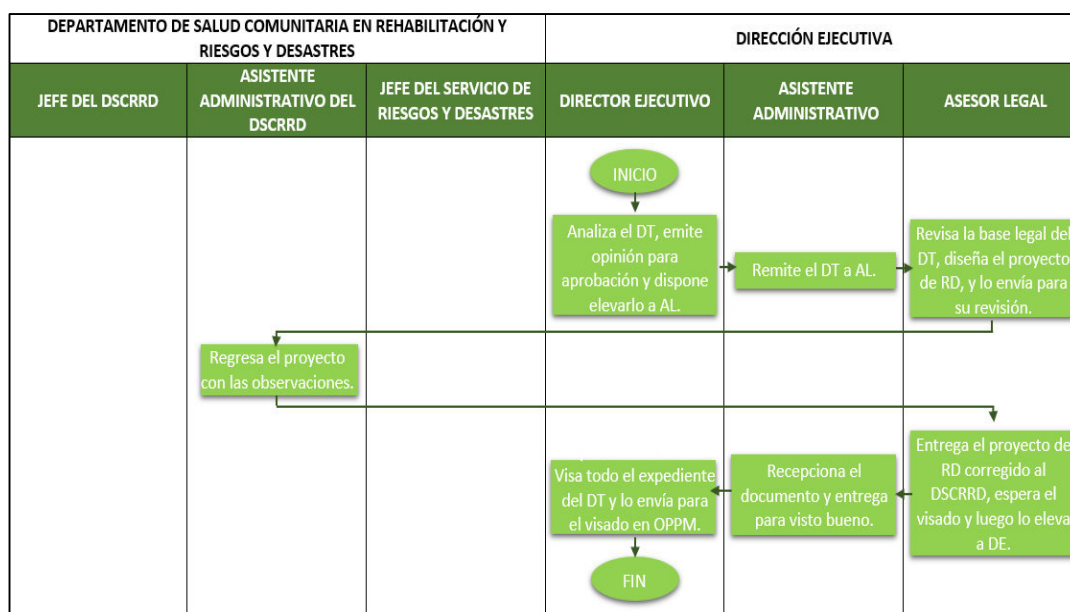 DEPARTAMENTO DE SALUD COMUNITARIA EN REHABILITACIÓN Y
RIESGOS Y DESASTRES
DIRECCIÓN EJECUTIVA
JEFE DEL DSCRRD
ASISTENTE
ADMINISTRATIVO DEL
DSCRRD
JEFE DEL SERVICIO DE
RIESGOS Y DESASTRES
DIRECTOR EJECUTIVO
ASISTENTE
ADMINISTRATIVO
ASESOR LEGAL
INICIO
Analiza el DT, emite
opinión para
aprobación y dispone
elevarlo a AL.
Remite el DT a AL.
Revisa la base legal del
DT, diseña el proyecto
de RD, y lo envía para
su revisión.
Regresa el proyecto
con las observaciones.
Entrega el proyecto de
RD corregido al
DSCRRD, espera el
visado y luego lo eleva
a DE.
Recepciona el
documento y entrega
para visto bueno.
Visa todo el expediente
del DT y lo envía para
el visado en OPPM.
FIN